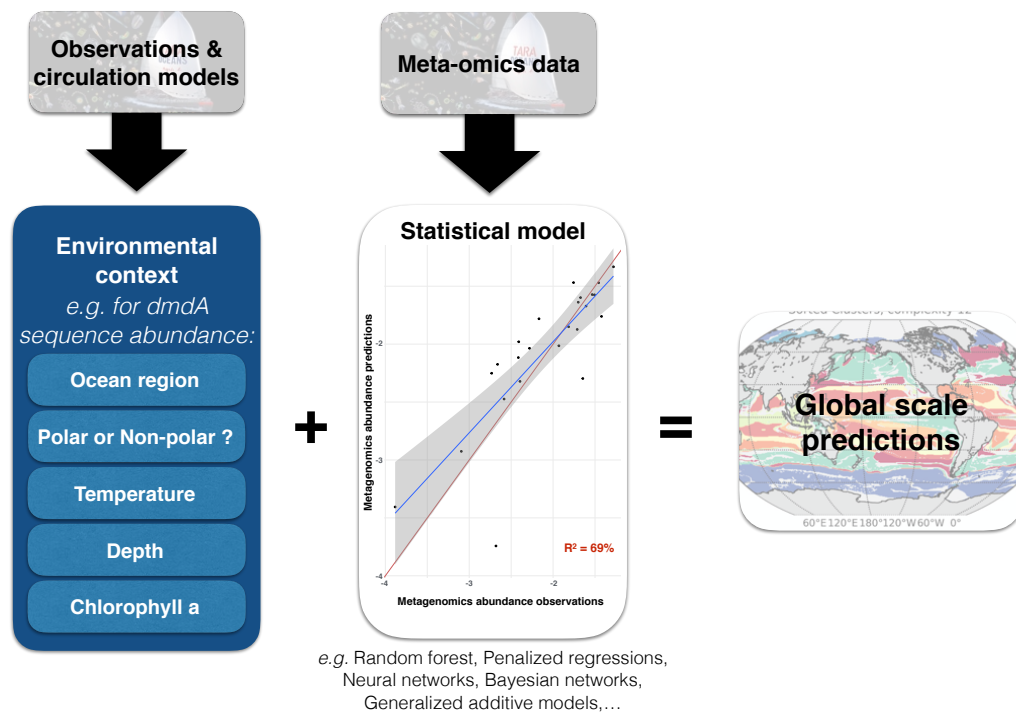 Observations &
circulation models
Meta-omics data
TARA
Environmental
context
e.g. for dmdA
sequence abundance:
Ocean region
Polar or Non-polar ?
Temperature
Depth
Chlorophyll a
+
Statistical model
Metagenomics abundance predictions
-2
-3
-4
-4
-3
-2
R² = 69%
Metagenomics abundance observations
e.g. Random forest, Penalized regressions,
Neural networks, Bayesian networks,
Generalized additive models,…
=
Global scale
predictions
60°E 120°E 180° 120°W 60°W 0°